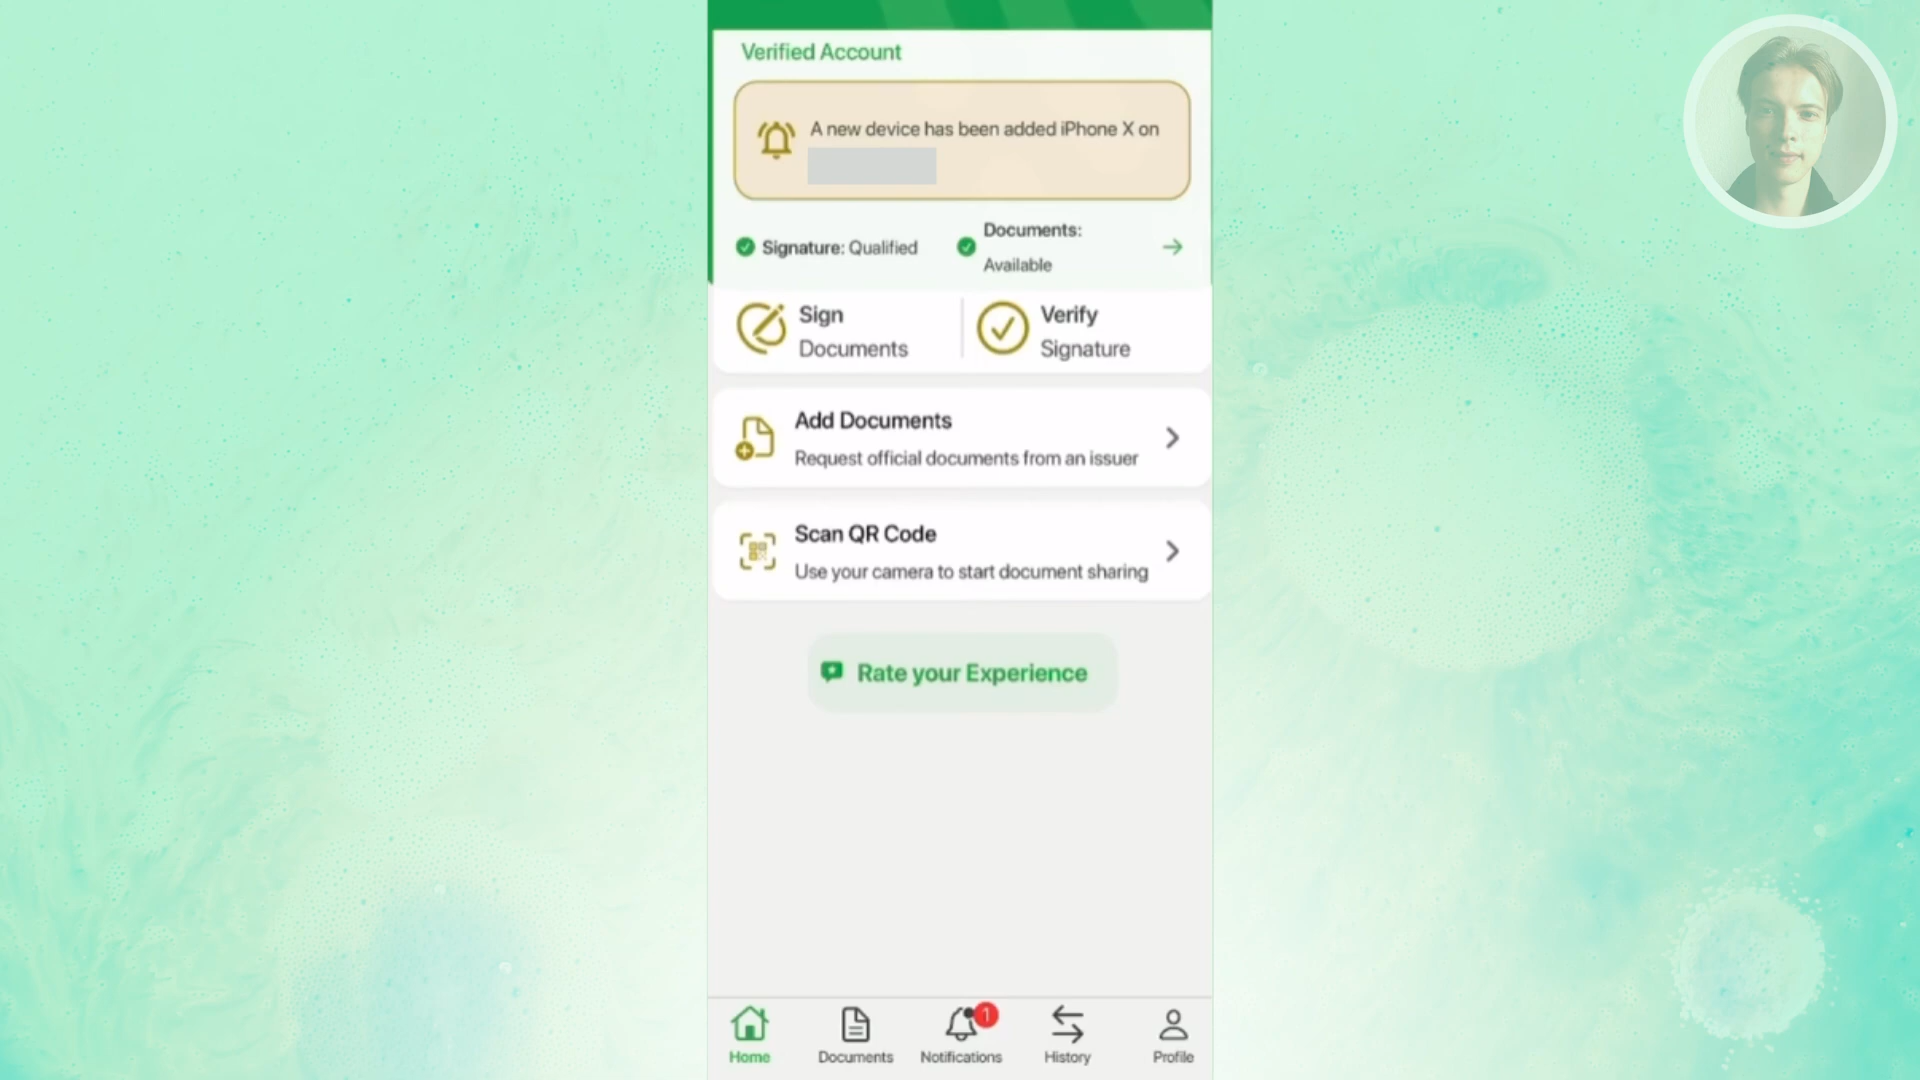 Verified Account
A new device has been added iPhone X on
Signature: Qualified
Documents:
Available
Sign
Documents
Verify
Signature
Add Documents
Request official documents from an issuer
Scan QR Code
Use your camera to start document sharing
Rate your Experience
1
Home
Documents
Notifications
History
Profile